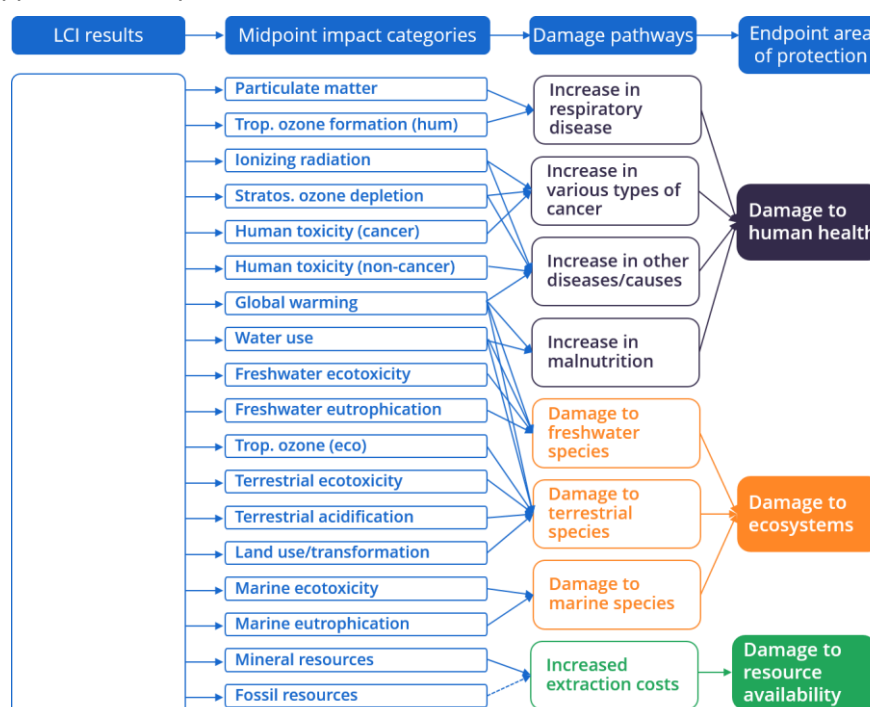 LCI results
Midpoint impact categories
Damage pathways
Endpoint area
of protection
Particulate matter
Trop. ozone formation (hum)
Ionizing radiation
Stratos. ozone depletion
Human toxicity (cancer)
Human toxicity (non-cancer)
Global warming
Water use
Freshwater ecotoxicity
Freshwater eutrophication
Trop. ozone (eco)
Terrestrial ecotoxicity
Terrestrial acidification
Land use/transformation
Marine ecotoxicity
Marine eutrophication
Mineral resources
Fossil resources
Increase in
respiratory
disease
Increase in
various types of
cancer
Increase in other
diseases/causes
Increase in
malnutrition
Damage to
freshwater
species
Damage to
terrestrial
species
Damage to
marine species
Increased
extraction costs
Damage to
human health
Damage to
ecosystems
Damage to
resource
availability